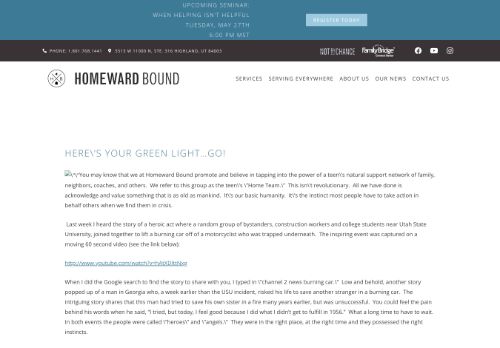 UPCOMING SEMINAR:
WHEN HELPING ISN'T HELPFUL
TUESDAY, MAY 27TH
6:00 PM MST
REGISTER TODAY
PHONE: 1.801.768.1441
5513 W 11000 N, STE. 316 HIGHLAND, UT 84003
NOT BY CHANCE
FamilyBridge
HOMEWARD BOUND
SERVICES SERVING EVERYWHERE ABOUT US OUR NEWS CONTACT US
HERE\'S YOUR GREEN LIGHT…GO!
\"\"You may know that we at Homeward Bound promote and believe in tapping into the power of a teen\'s natural support network of family,
neighbors, coaches, and others.  We refer to this group as the teen\'s \"Home Team.\"  This isn\'t revolutionary.  All we have done is
acknowledge and value something that is as old as mankind.  It\'s our basic humanity.  It\'s the instinct most people have to take action in
behalf others when we find them in crisis.
Last week I heard the story of a heroic act where a random group of bystanders, construction workers and college students near Utah State
University, joined together to lift a burning car off of a motorcyclist who was trapped underneath.  The inspiring event was captured on a
moving 60 second video (see the link below):
When I did the Google search to find the story to share with you, I typed in \"channel 2 news burning car.\"  Low and behold, another story
popped up of a man in Georgia who, a week earlier than the USU incident, risked his life to save another stranger in a burning car.  The
intriguing story shares that this man had tried to save his own sister in a fire many years earlier, but was unsuccessful.  You could feel the pain
behind his words when he said, "I tried, but today, I feel good because I did what I didn't get to fulfill in 1956."  What a long time to have to wait.
In both events the people were called \"heroes\" and \"angels.\"  They were in the right place, at the right time and they possessed the right
instincts.